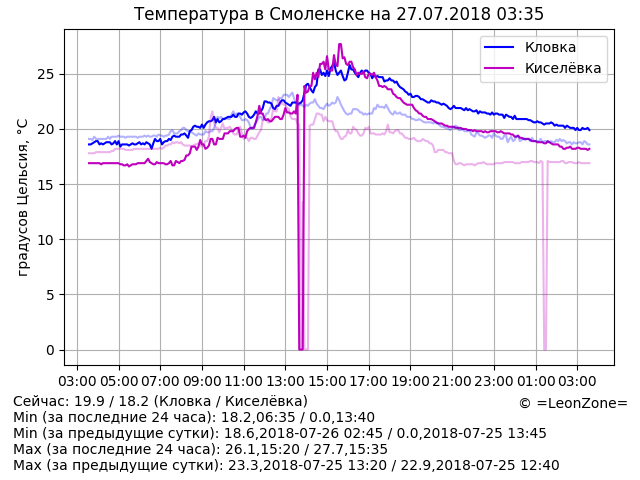 Температура в Смоленске на 27.07.2018 03:35
градусов Цельсия, °C
25
20
15
10
5
0
Кловка
Киселёвка
03:00 05:00 07:00 09:00 11:00 13:00 15:00 17:00 19:00 21:00 23:00 01:00 03:00
Сейчас: 19.9 / 18.2 (Кловка / Киселёвка)
© =LeonZone=
Min (за последние 24 часа): 18.2,06:35 / 0.0,13:40
Min (за предыдущие сутки): 18.6,2018-07-26 02:45 / 0.0,2018-07-25 13:45
Max (за последние 24 часа): 26.1,15:20 / 27.7,15:35
Max (за предыдущие сутки): 23.3,2018-07-25 13:20 / 22.9,2018-07-25 12:40